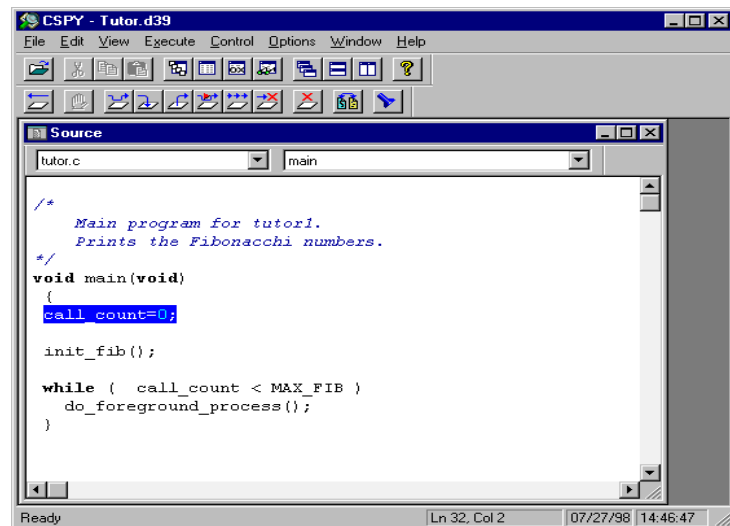 CSPY - Tutor.d39
File Edit View Execute Control Options Window Help
Source
tutor.c main
/*
Main program for tutor1.
Prints the Fibonacchi numbers.
*/
void main(void)
{
call_count=0;
init_fib();
while ( call_count < MAX_FIB )
do_foreground_process();
}
Ready Ln 32, Col 2 07/27/98 14:46:47